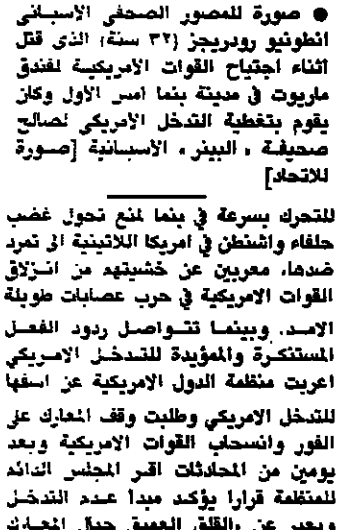 ● صورة للمصور الصحفي الاسباني
انطونيو رودريجز (٣٢ سنة) الذي قتل
اثناء اجتياح القوات الامريكية لفندق
ماريوت في مدينة بنما امس الاول وكان
يقوم بتغطية التدخل الامريكي لصالح
صحيفة «البيز» الاسبانية [صورة
للاتحاد]
للتحرك بسرعة في بنما لمنع تحول غضب
حلفاء واشنطن في امريكا اللاتينية الى تمرد
ضدها، معربين عن خشيتهم من انزلاق
القوات الامريكية في حرب عصابات طويلة
الامد. وبينما تتواصل ردود الفعل
المستنكرة والمؤيدة للتدخل الامريكي
اعربت منظمة الدول الامريكية عن اسفها
للتدخل الامريكي وطلبت وقف المعارك على
الفور وانسحاب القوات الامريكية وبعد
يومين من المحادثات اقر المجلس الدائم
للمنظمة قرارا يؤكد مبدأ عدم التدخل
ويعبر عن «القلق العميق حيال المعارك